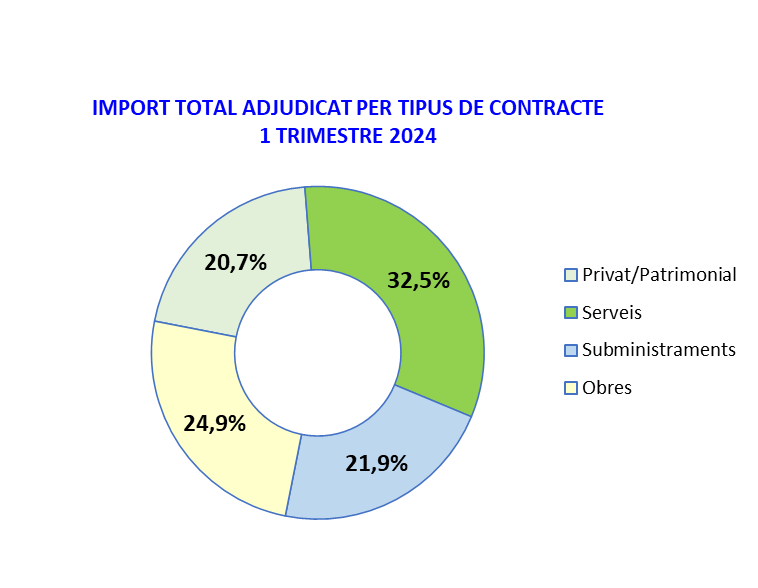 IMPORT TOTAL ADJUDICAT PER TIPUS DE CONTRACTE
1 TRIMESTRE 2024
20,7%
32,5%
24,9%
21,9%
Privat/Patrimonial
Serveis
Subministraments
Obres